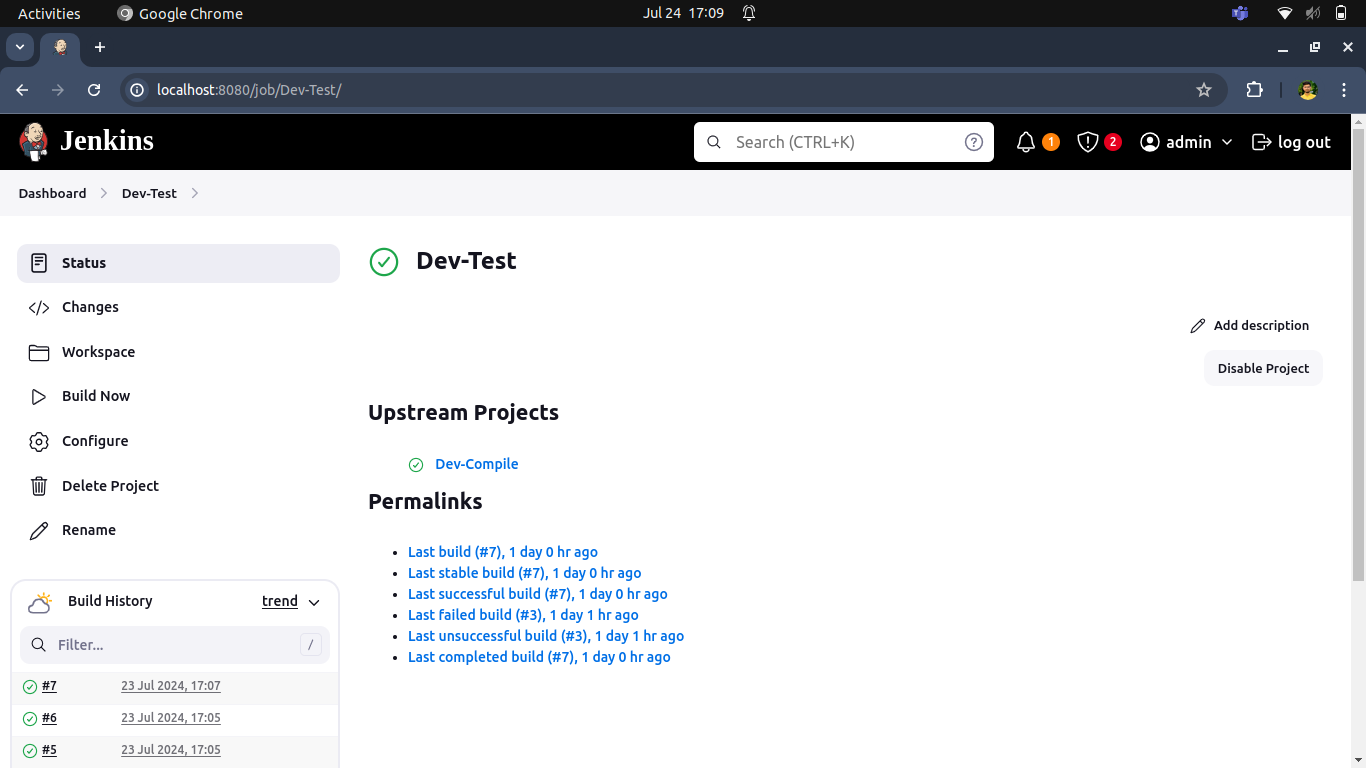 Activities Google Chrome Jul 24 17:09
localhost:8080/job/Dev-Test/
Jenkins Search (CTRL+K) ? 1 2 admin log out
Dashboard Dev-Test
Status
Changes
Workspace
Build Now
Configure
Delete Project
Rename
Build History trend
Filter... /
#7 23 Jul 2024, 17:07
#6 23 Jul 2024, 17:05
#5 23 Jul 2024, 17:05
Dev-Test
Add description
Disable Project
Upstream Projects
Dev-Compile
Permalinks
Last build (#7), 1 day 0 hr ago
Last stable build (#7), 1 day 0 hr ago
Last successful build (#7), 1 day 0 hr ago
Last failed build (#3), 1 day 1 hr ago
Last unsuccessful build (#3), 1 day 1 hr ago
Last completed build (#7), 1 day 0 hr ago